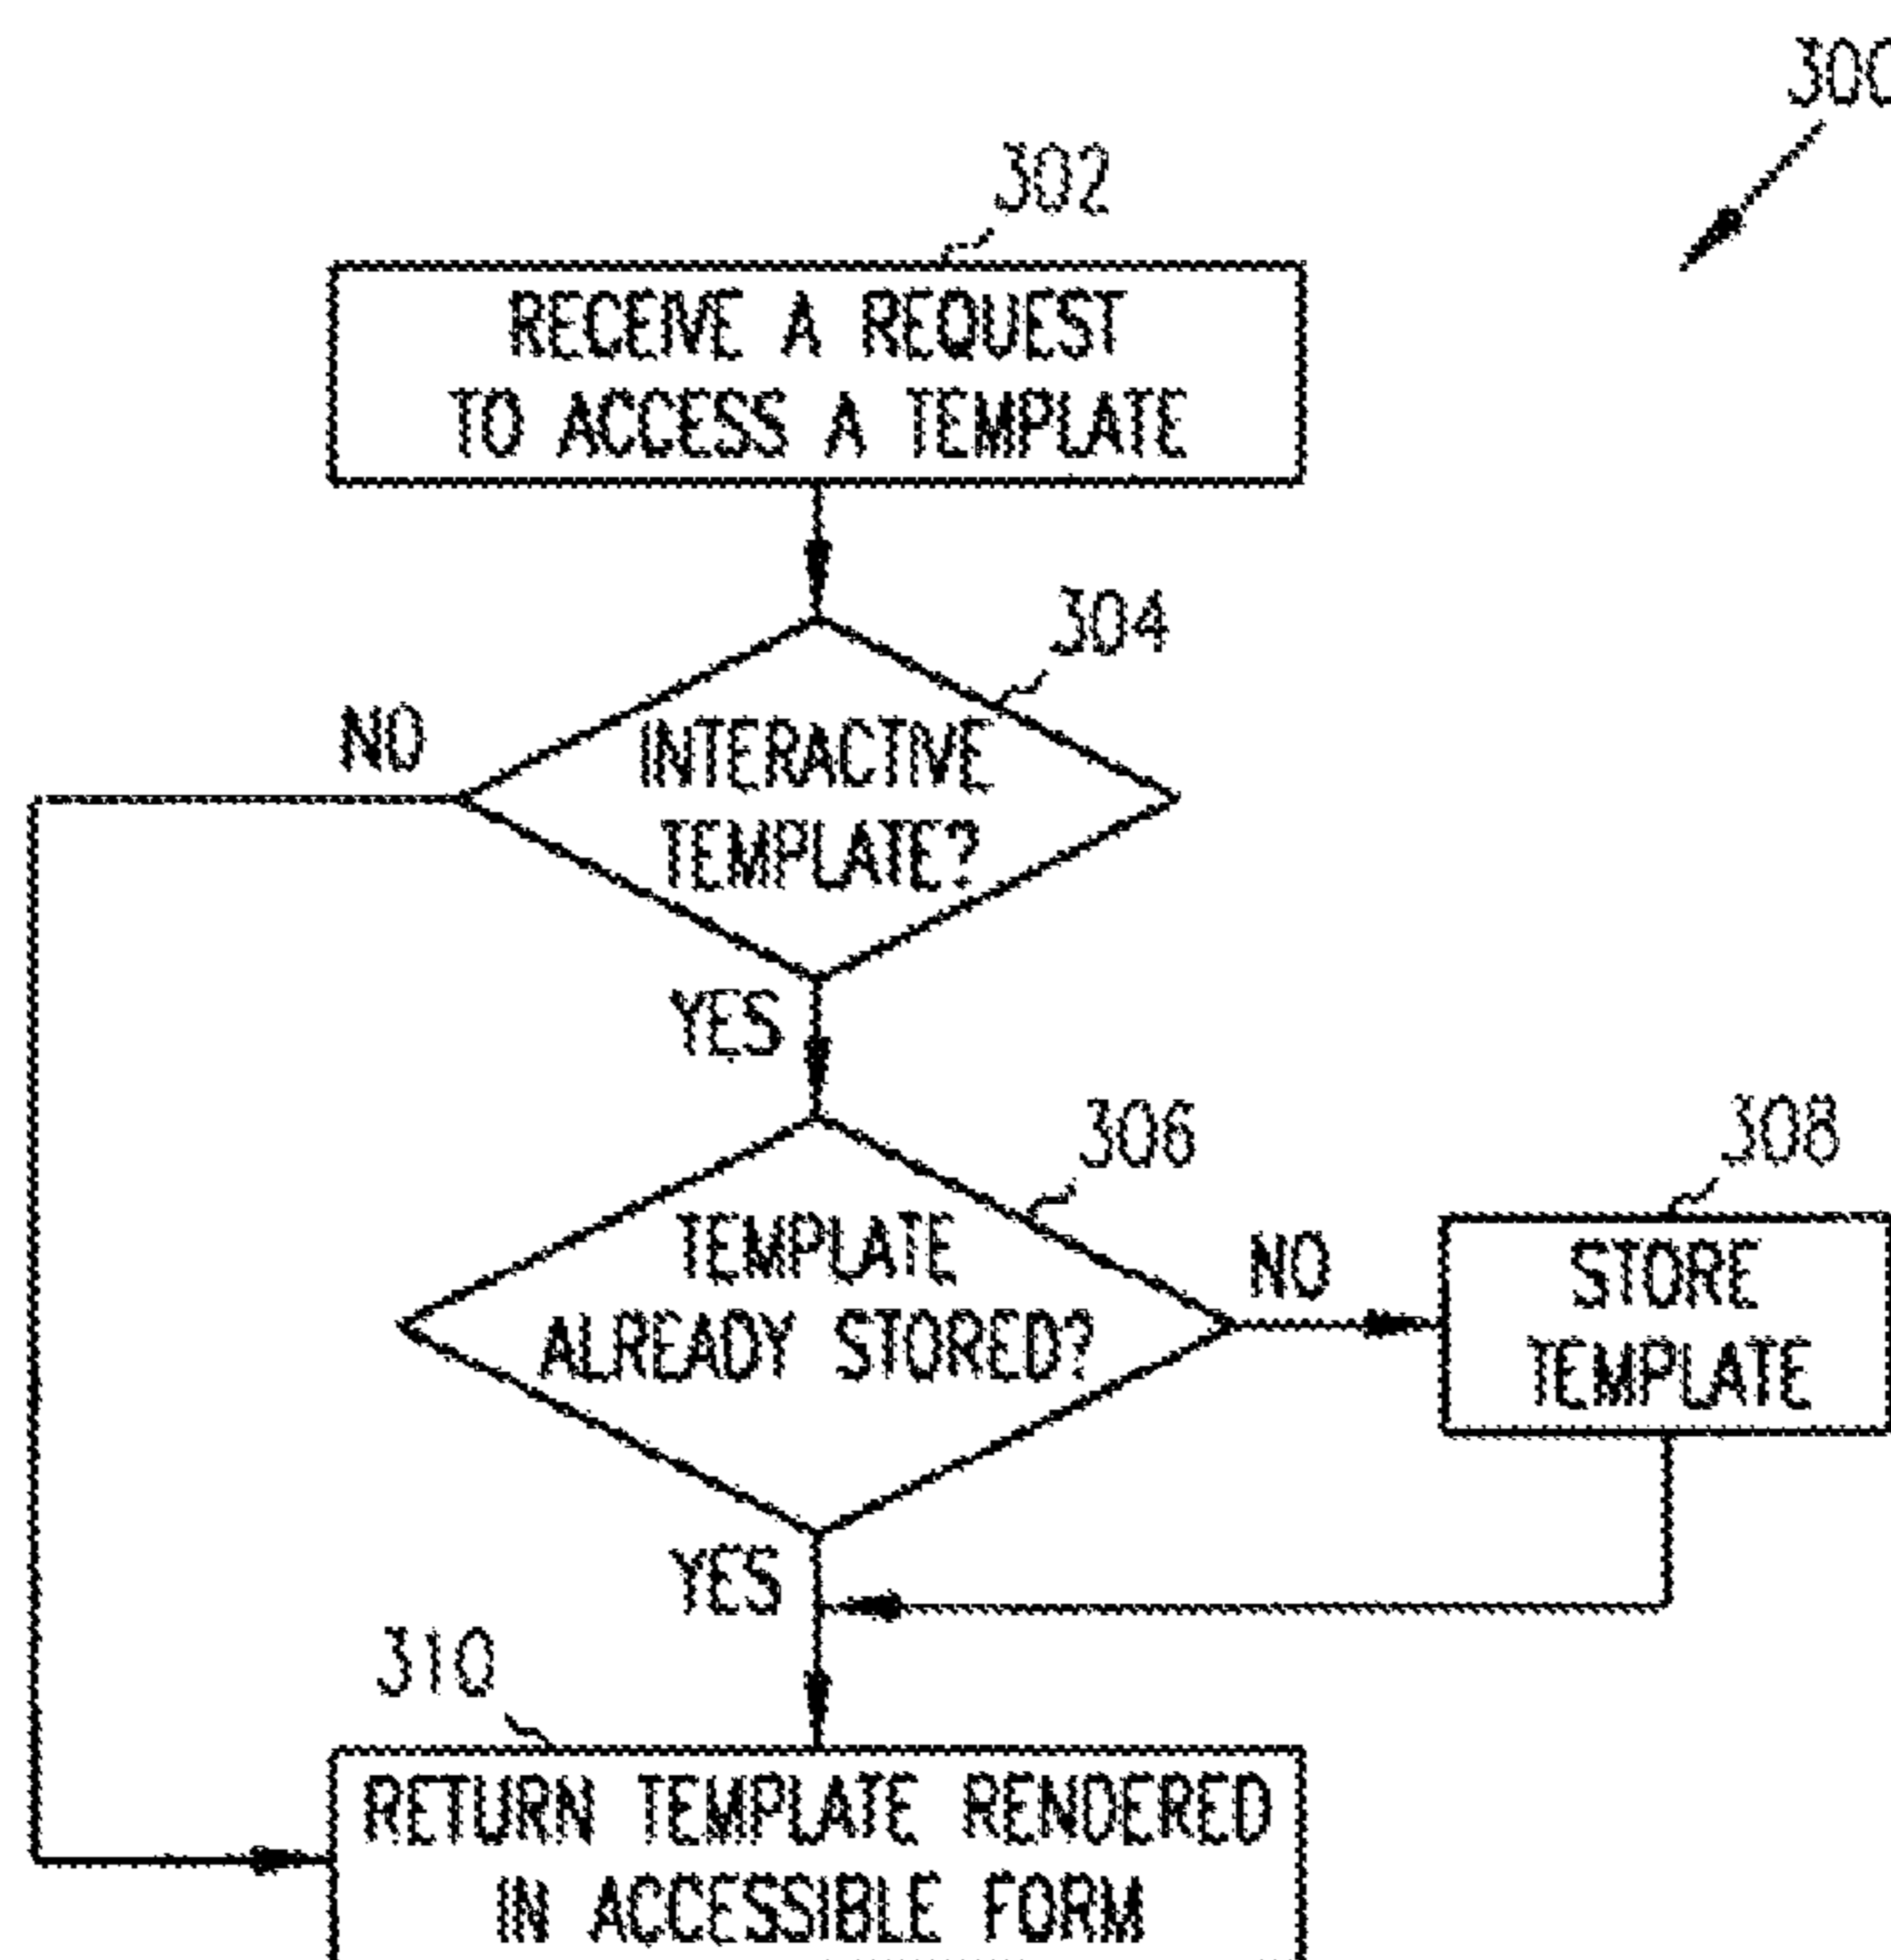 300
302
RECEIVE A REQUEST
TO ACCESS A TEMPLATE
304
NO
INTERACTIVE
TEMPLATE?
YES
306
308
TEMPLATE
ALREADY STORED?
NO
STORE
TEMPLATE
YES
310
RETURN TEMPLATE RENDERED
IN ACCESSIBLE FORM